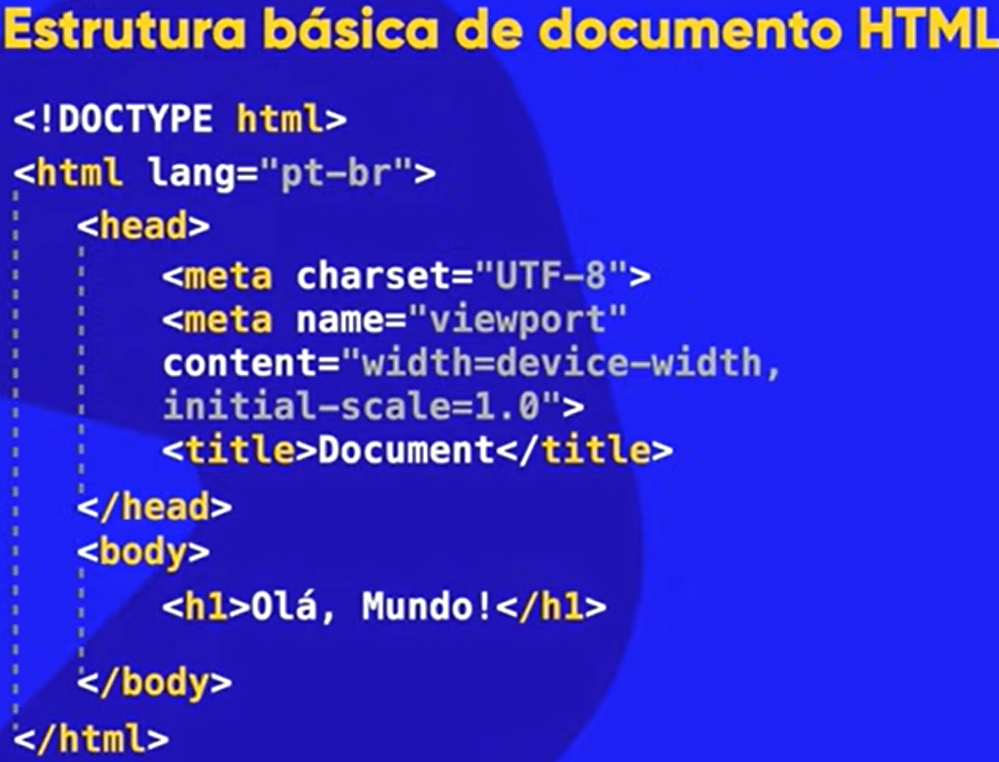 Estrutura básica de documento HTML
<!DOCTYPE html>
<html lang="pt-br">
<head>
<meta charset="UTF-8">
<meta name="viewport"
content="width=device-width,
initial-scale=1.0">
<title>Document</title>
</head>
<body>
<h1>Olá, Mundo!</h1>
</body>
</html>